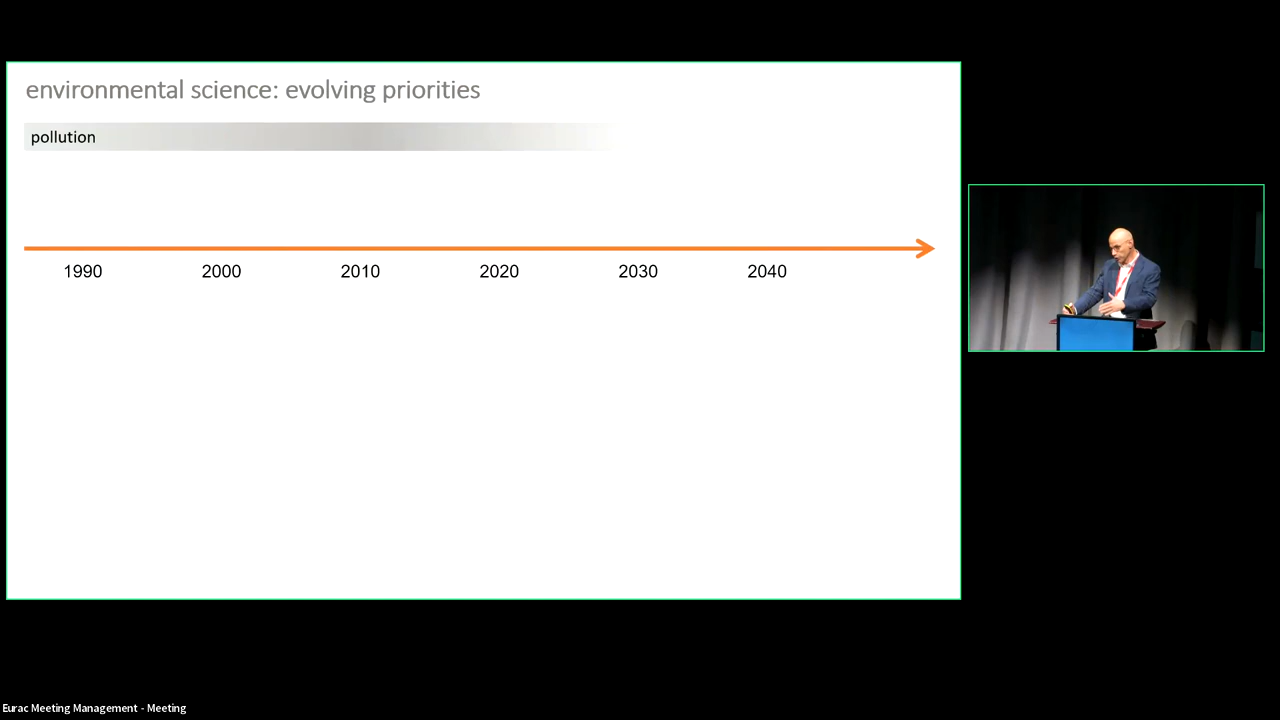 environmental science: evolving priorities
pollution
1990 2000 2010 2020 2030 2040
Eurac Meeting Management - Meeting